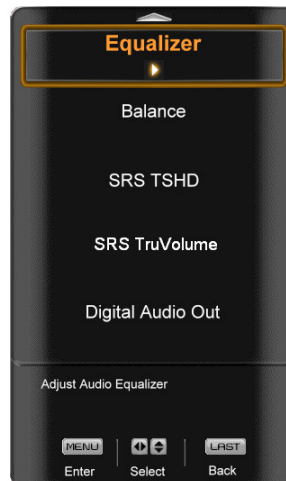 Equalizer
Balance
SRS TSHD
SRS TruVolume
Digital Audio Out
Adjust Audio Equalizer
MENU LAST
Enter Select Back